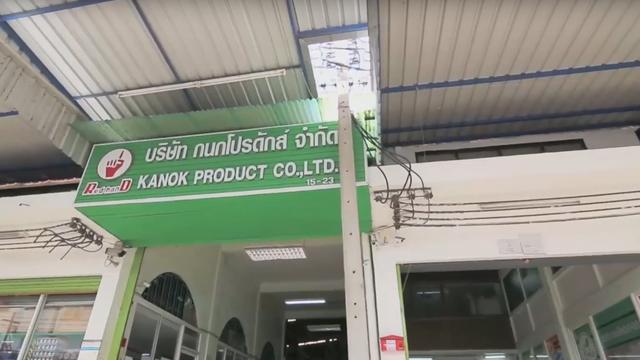 บริษัท กนกโปรดักส์ จำกัด
KANOK PRODUCT CO.,LTD.
RedhanD
15-23